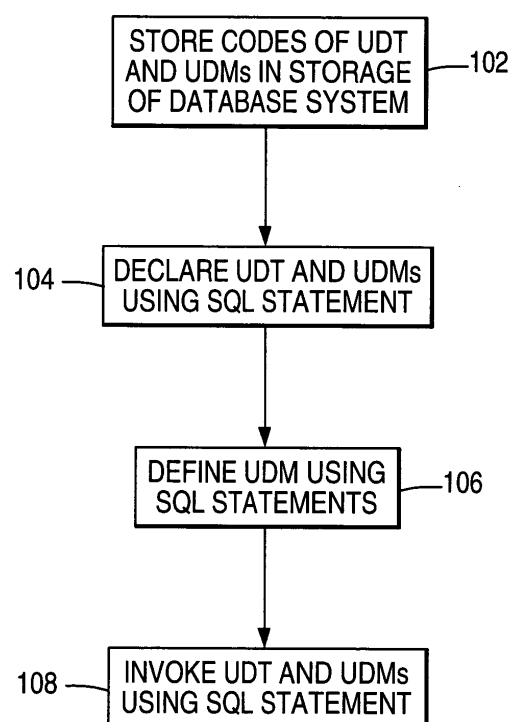 STORE CODES OF UDT
AND UDMs IN STORAGE
OF DATABASE SYSTEM
102
104
DECLARE UDT AND UDMs
USING SQL STATEMENT
DEFINE UDM USING
SQL STATEMENTS
106
108
INVOKE UDT AND UDMs
USING SQL STATEMENT